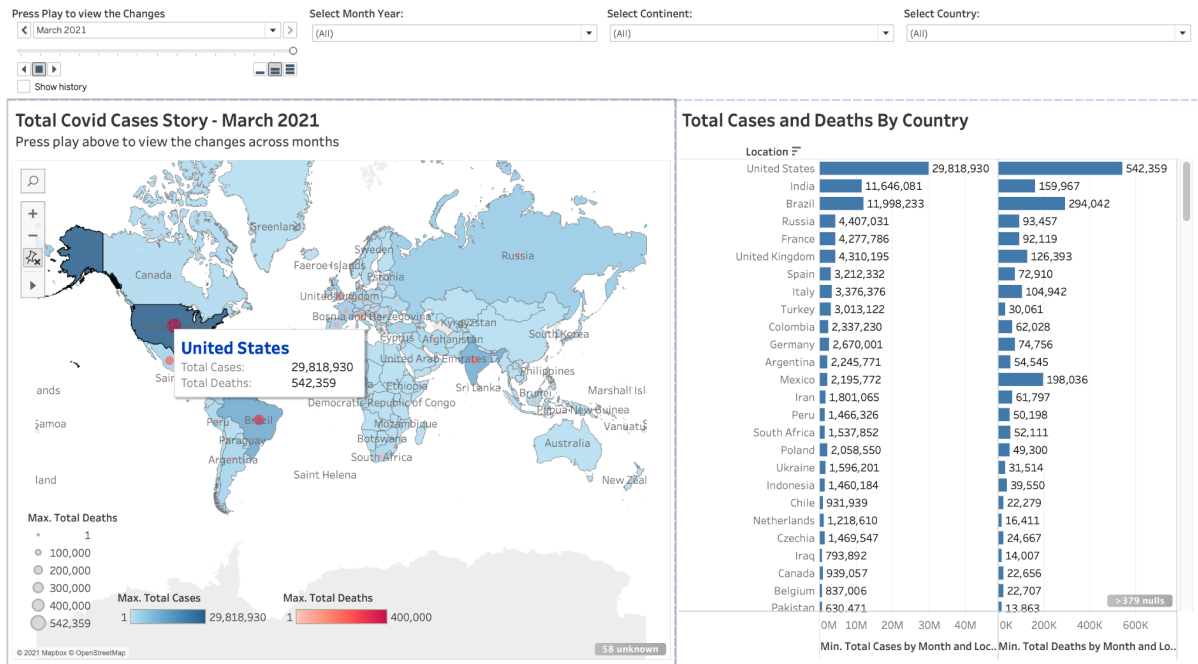 Press Play to view the Changes
March 2021
Show history
Select Month Year:
(All)
Select Continent:
(All)
Select Country:
(All)
Total Covid Cases Story - March 2021
Press play above to view the changes across months
Greenland
Canada
Sweden
Russia
Faeroe Islands
Estonia
United Kingdom
Bosnia and Herzegovina
Kyrgyzstan
South Korea
Cyprus
Afghanistan
United Arab Emirates
Philippines
Sri Lanka
Ethiopia
Brunei
Marshall Isl
Democratic Republic of Congo
Papua New Guinea
ands
Samoa
Peru
Brazil
Mozambique
Vanuatu
Paraguay
Botswana
Australia
Argentina
South Africa
Saint Helena
land
New Zeal
United States
Total Cases: 29,818,930
Total Deaths: 542,359
Max. Total Deaths
1
100,000
200,000
300,000
400,000
542,359
Max. Total Cases
1 29,818,930
Max. Total Deaths
1 400,000
58 unknown
© 2021 Mapbox © OpenStreetMap
Total Cases and Deaths By Country
Location
United States 29,818,930 542,359
India 11,646,081 159,967
Brazil 11,998,233 294,042
Russia 4,407,031 93,457
France 4,277,786 92,119
United Kingdom 4,310,195 126,393
Spain 3,212,332 72,910
Italy 3,376,376 104,942
Turkey 3,013,122 30,061
Colombia 2,337,230 62,028
Germany 2,670,001 74,756
Argentina 2,245,771 54,545
Mexico 2,195,772 198,036
Iran 1,801,065 61,797
Peru 1,466,326 50,198
South Africa 1,537,852 52,111
Poland 2,058,550 49,300
Ukraine 1,596,201 31,514
Indonesia 1,460,184 39,550
Chile 931,939 22,279
Netherlands 1,218,610 16,411
Czechia 1,469,547 24,667
Iraq 793,892 14,007
Canada 939,057 22,656
Belgium 837,006 22,707
Pakistan 630,471 13,863
>379 nulls
0M 10M 20M 30M 40M 0K 200K 400K 600K
Min. Total Cases by Month and Loc.. Min. Total Deaths by Month and Lo..